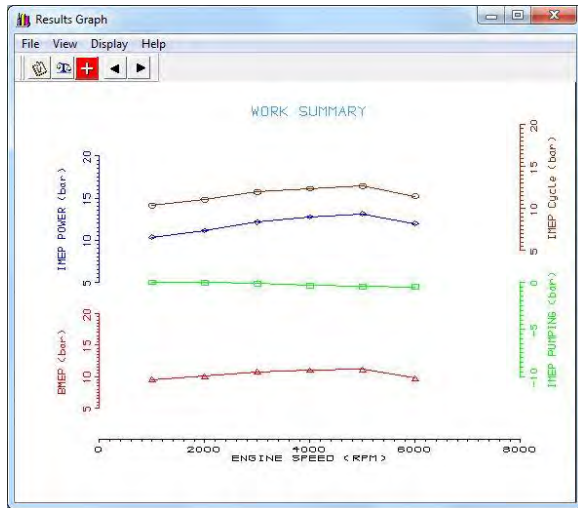 Results Graph
File View Display Help
WORK SUMMARY
IMEP POWER (bar)
20
15
10
5
BMEP (bar)
20
15
10
5
IMEP Cycle (bar)
20
15
10
5
IMEP PUMPING (bar)
0
-5
-10
0 2000 4000 6000 8000
ENGINE SPEED (RPM)